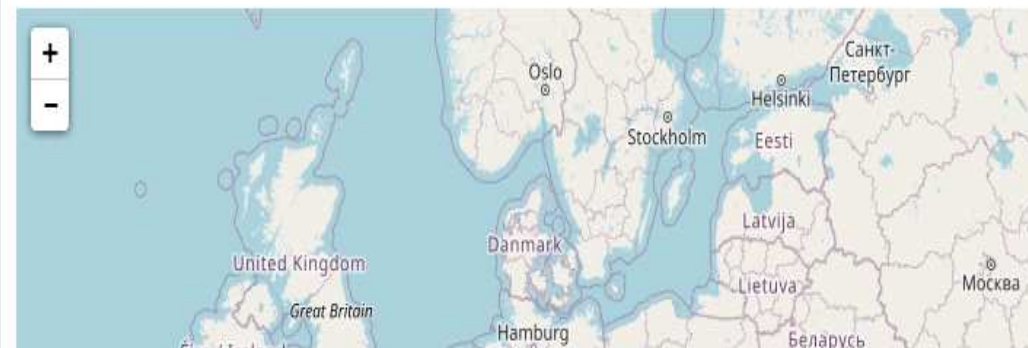 +
-
Oslo
Санкт-
Петербург
Helsinki
Stockholm
Eesti
Latvija
Danmark
United Kingdom
Москва
Lietuva
Great Britain
Hamburg
Беларусь